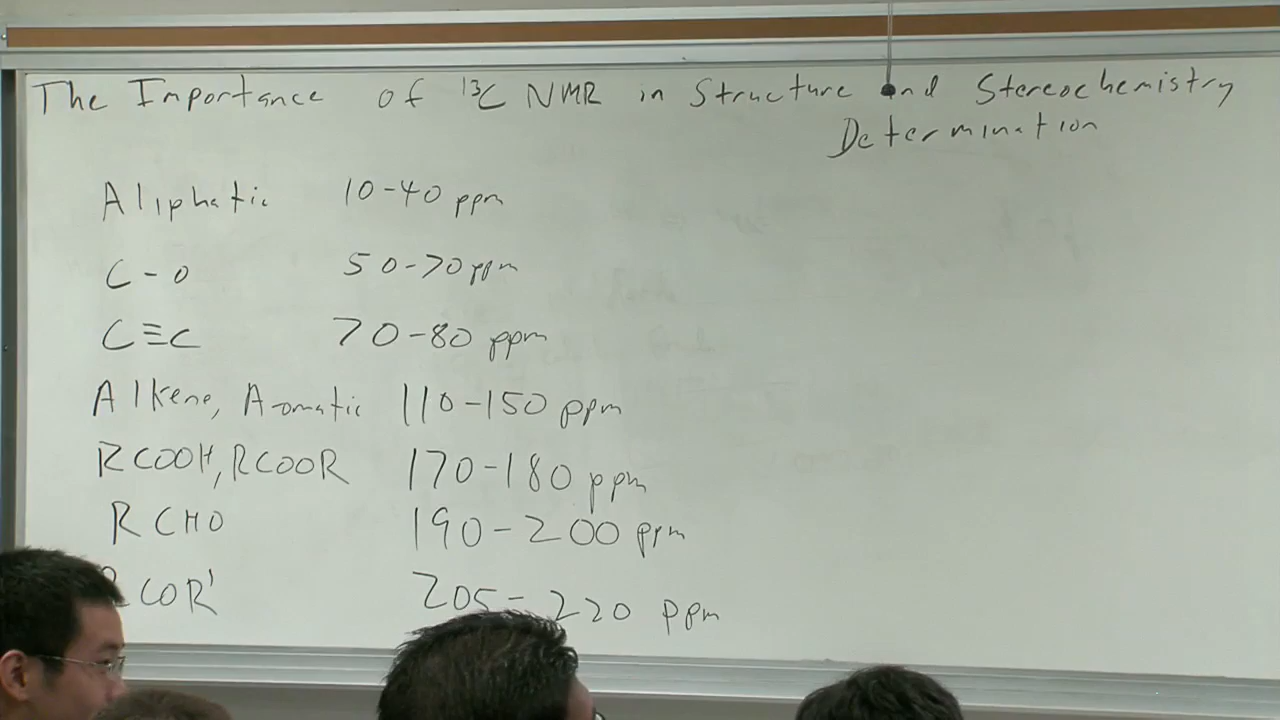 The Importance of ¹³C NMR in Structure and Stereochemistry
Determination
Aliphatic 10-40 ppm
C-O 50-70 ppm
C≡C 70-80 ppm
Alkene, Aromatic 110-150 ppm
RCOOH, RCOOR 170-180 ppm
RCHO 190-200 ppm
RCOR' 205-220 ppm